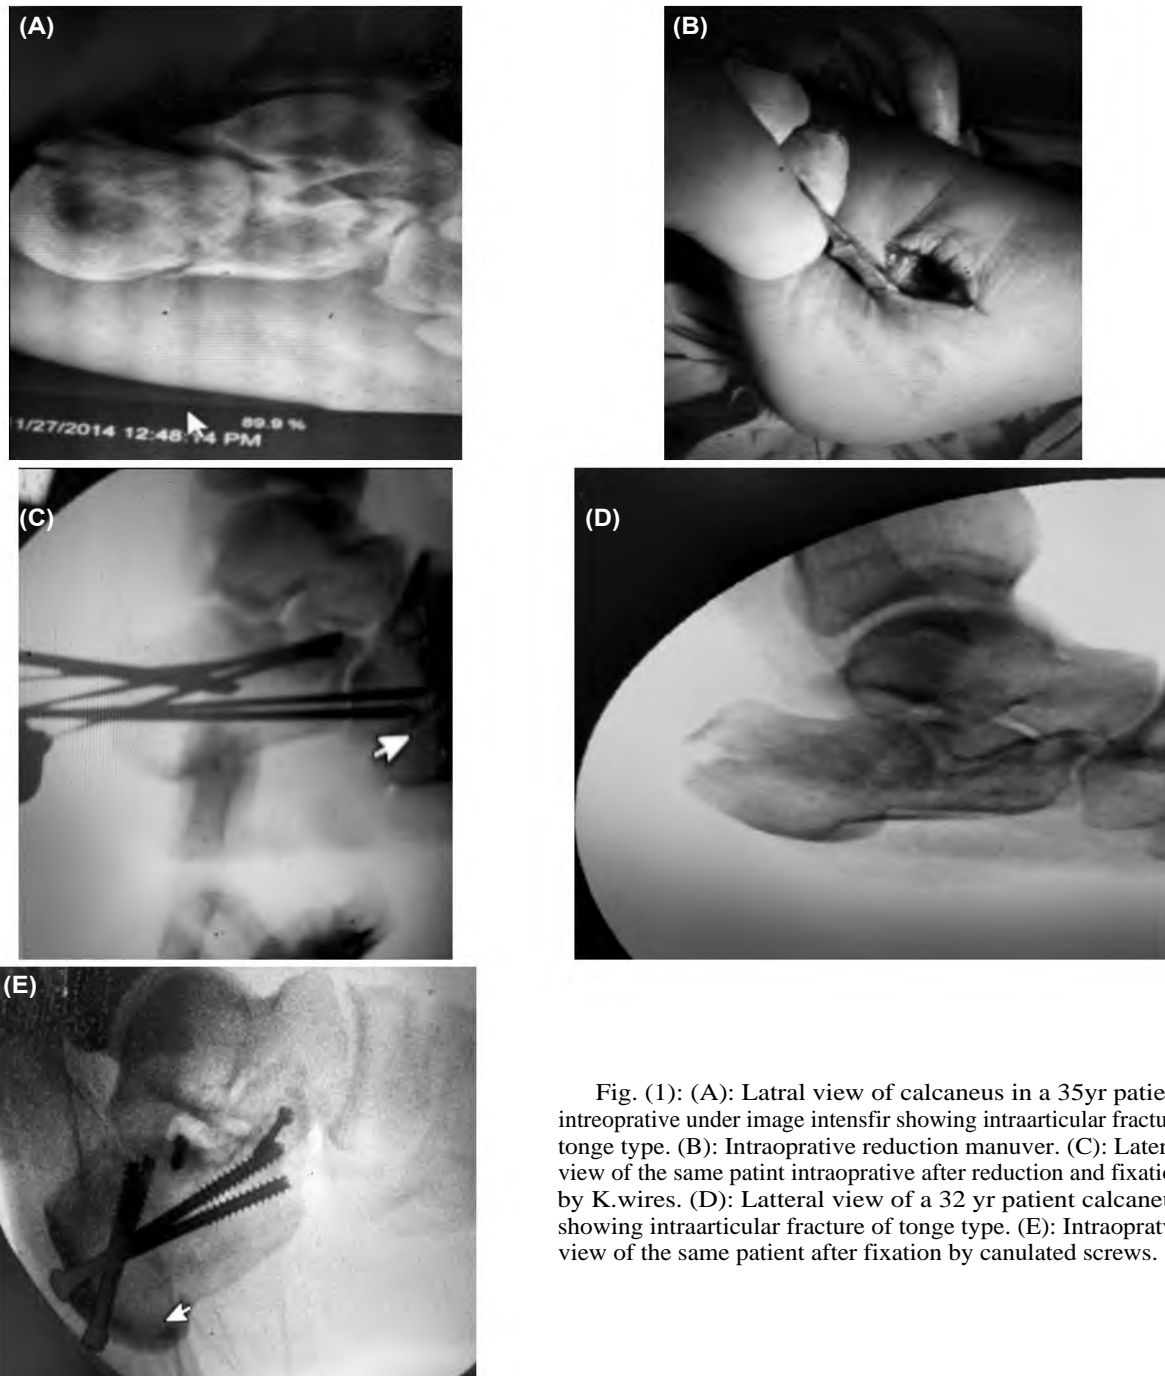 (A)
(B)
1/27/2014 12:48:14 PM
89.9 %
(C)
(D)
(E)
Fig. (1): (A): Latral view of calcaneus in a 35yr patie
intreoprative under image intensfir showing intraarticular fractu
tonge type. (B): Intraoprative reduction manuver. (C): Later
view of the same patint intraoprative after reduction and fixatio
by K.wires. (D): Latteral view of a 32 yr patient calcaneu
showing intraarticular fracture of tonge type. (E): Intraoprativ
view of the same patient after fixation by canulated screws.